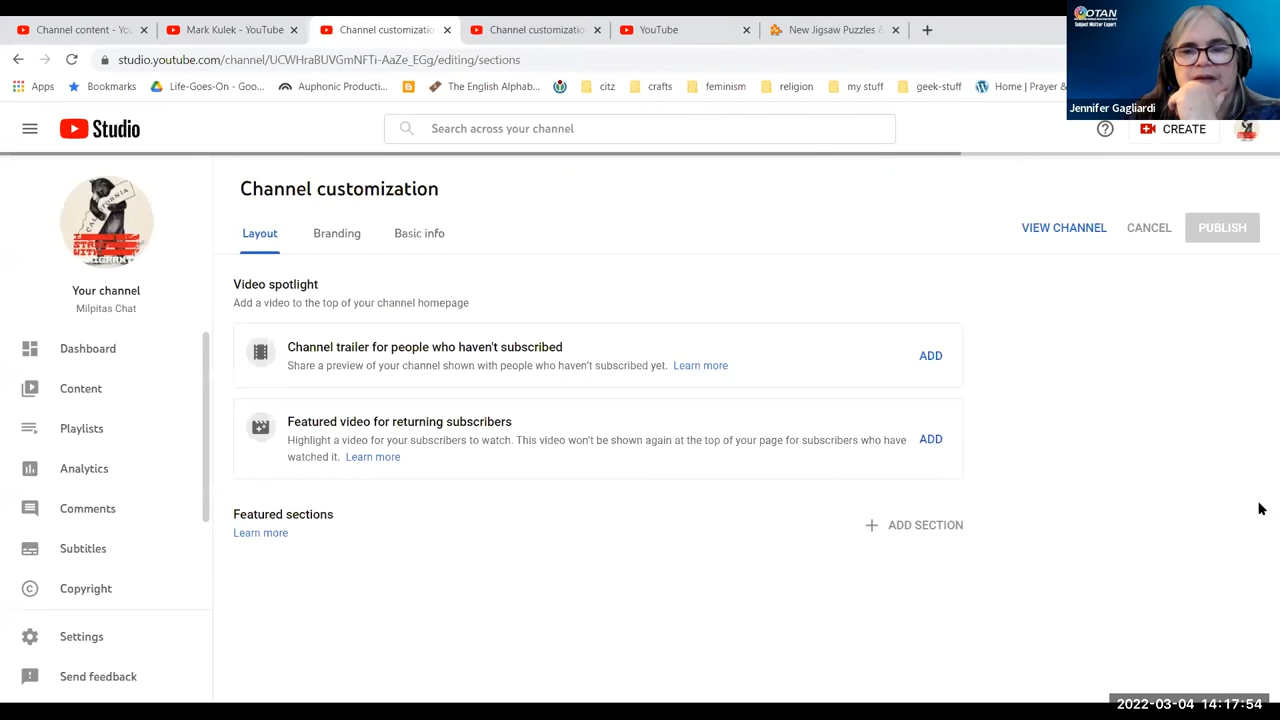 Channel content - Yo
Mark Kulek - YouTube
Channel customizatio
Channel customizatio
YouTube
New Jigsaw Puzzles &
OTAN
Subject Matter Expert
studio.youtube.com/channel/UCWHraBUVGmNFTi-AaZe_EGg/editing/sections
Apps
Bookmarks
Life-Goes-On - Goo...
Auphonic Producti...
The English Alphab...
citz
crafts
feminism
religion
my stuff
geek-stuff
Home | Prayer &
Jennifer Gagliardi
Studio
Search across your channel
CREATE
CALIFORNIA
Channel customization
Layout
Branding
Basic info
VIEW CHANNEL
CANCEL
PUBLISH
Your channel
Milpitas Chat
Dashboard
Content
Playlists
Analytics
Comments
Subtitles
Copyright
Settings
Send feedback
Video spotlight
Add a video to the top of your channel homepage
Channel trailer for people who haven't subscribed
Share a preview of your channel shown with people who haven't subscribed yet. Learn more
ADD
Featured video for returning subscribers
Highlight a video for your subscribers to watch. This video won't be shown again at the top of your page for subscribers who have
watched it. Learn more
ADD
Featured sections
Learn more
ADD SECTION
2022-03-04 14:17:54